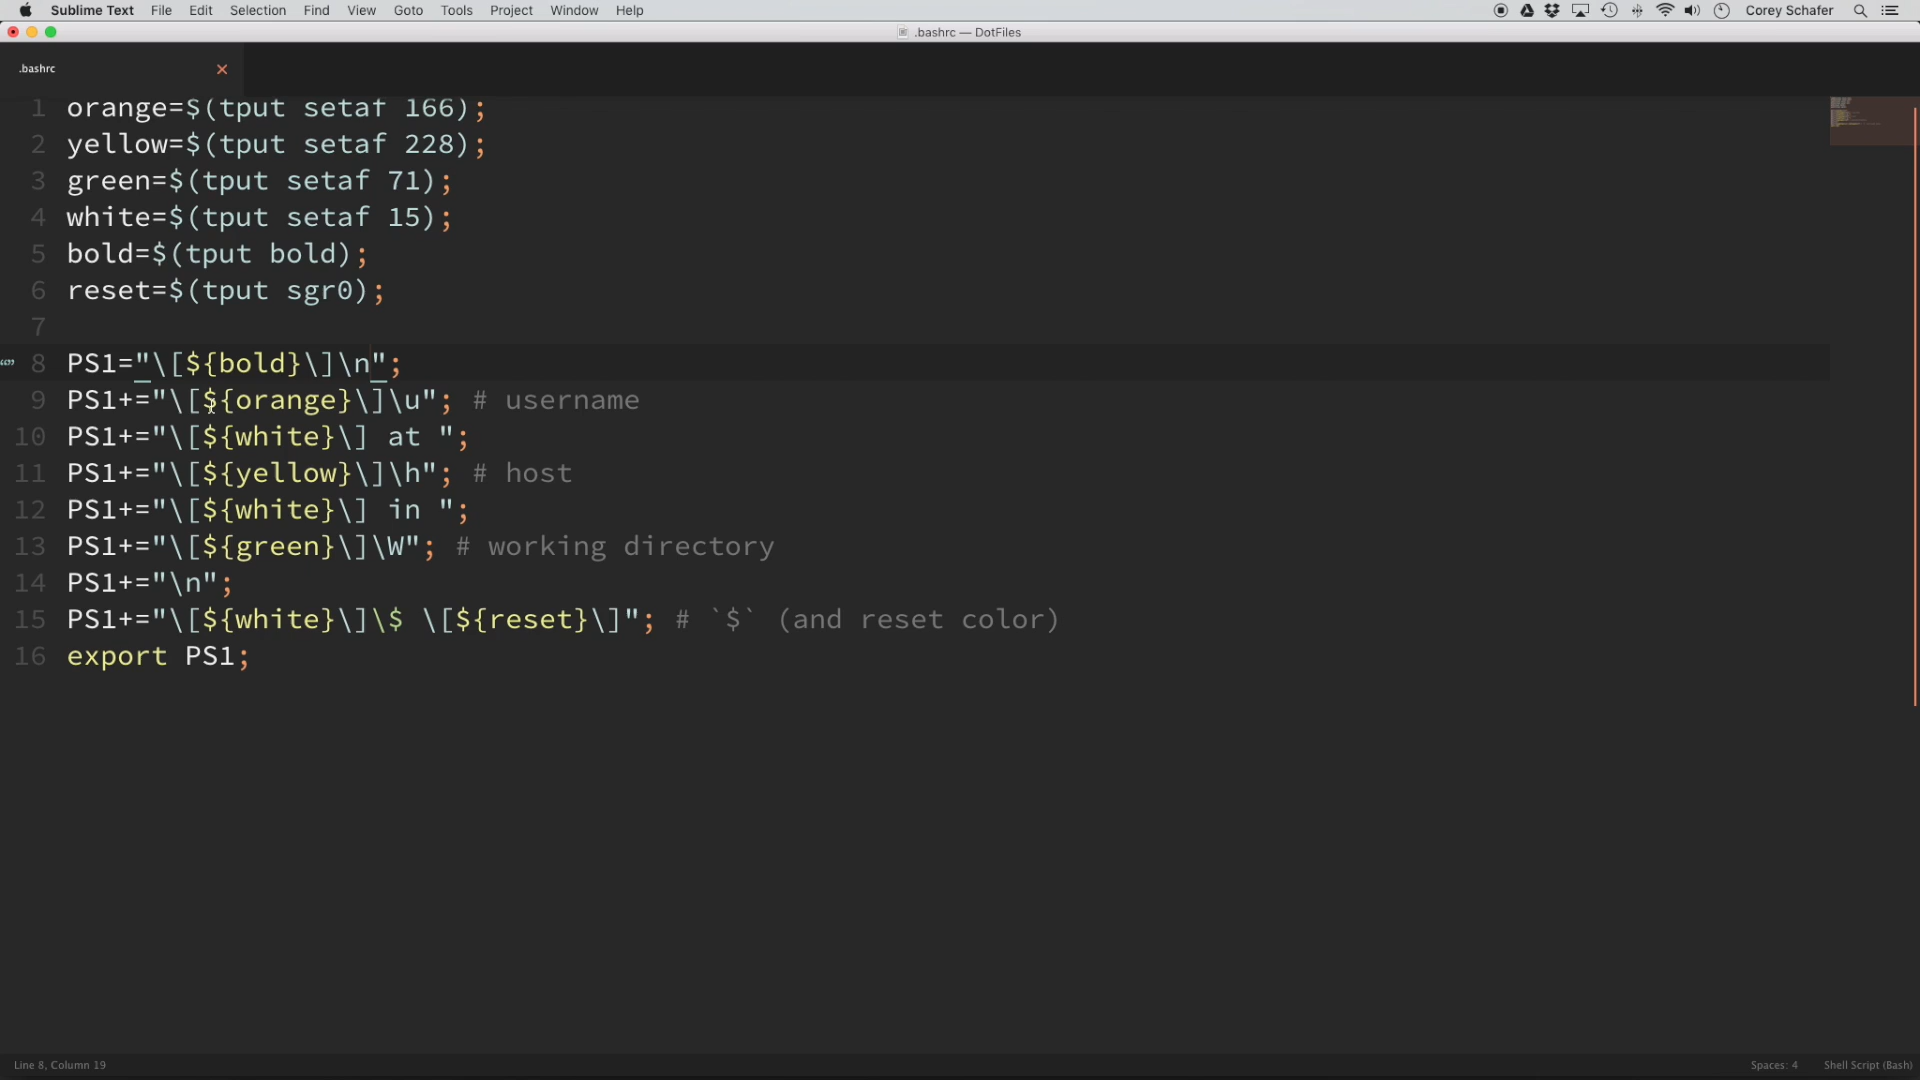 Sublime Text File Edit Selection Find View Goto Tools Project Window Help Corey Schafer
.bashrc — DotFiles
.bashrc
1 orange=$(tput setaf 166);
2 yellow=$(tput setaf 228);
3 green=$(tput setaf 71);
4 white=$(tput setaf 15);
5 bold=$(tput bold);
6 reset=$(tput sgr0);
7
8 PS1="\[${bold}\]\n";
9 PS1+="\[${orange}\]\u"; # username
10 PS1+="\[${white}\] at ";
11 PS1+="\[${yellow}\]\h"; # host
12 PS1+="\[${white}\] in ";
13 PS1+="\[${green}\]\W"; # working directory
14 PS1+="\n";
15 PS1+="\[${white}\]\$ \[${reset}\]"; # `$` (and reset color)
16 export PS1;
Line 8, Column 19 Spaces: 4 Shell Script (Bash)